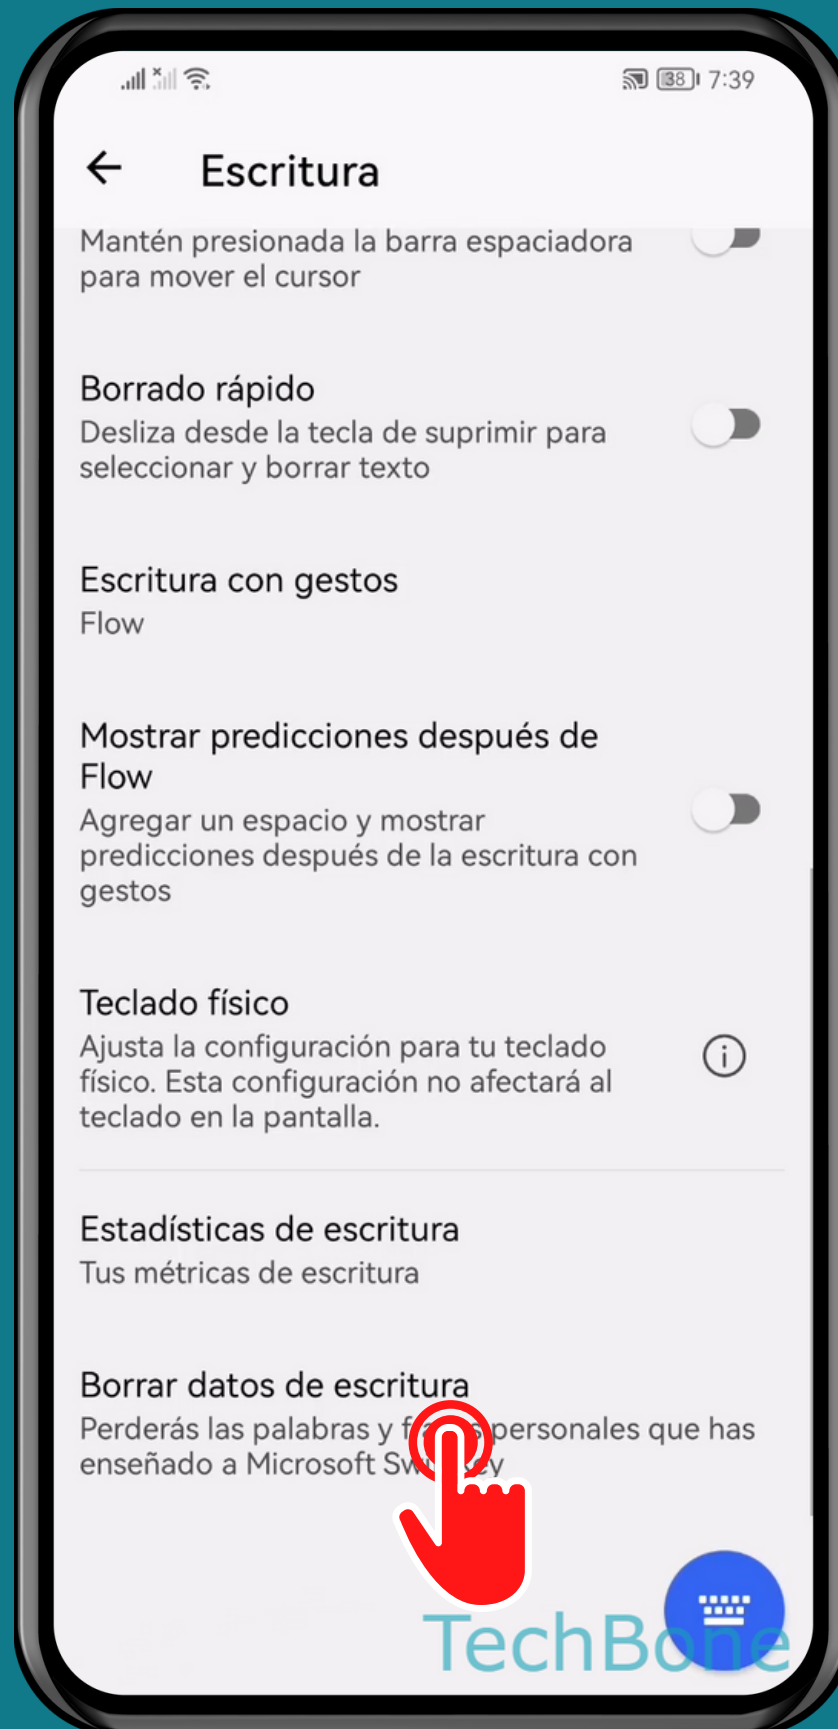 38 7:39
Escritura
Mantén presionada la barra espaciadora
para mover el cursor
Borrado rápido
Desliza desde la tecla de suprimir para
seleccionar y borrar texto
Escritura con gestos
Flow
Mostrar predicciones después de
Flow
Agregar un espacio y mostrar
predicciones después de la escritura con
gestos
Teclado físico
Ajusta la configuración para tu teclado
físico. Esta configuración no afectará al
teclado en la pantalla.
Estadísticas de escritura
Tus métricas de escritura
Borrar datos de escritura
Perderás las palabras y personales que has
enseñado a Microsoft
TechBone